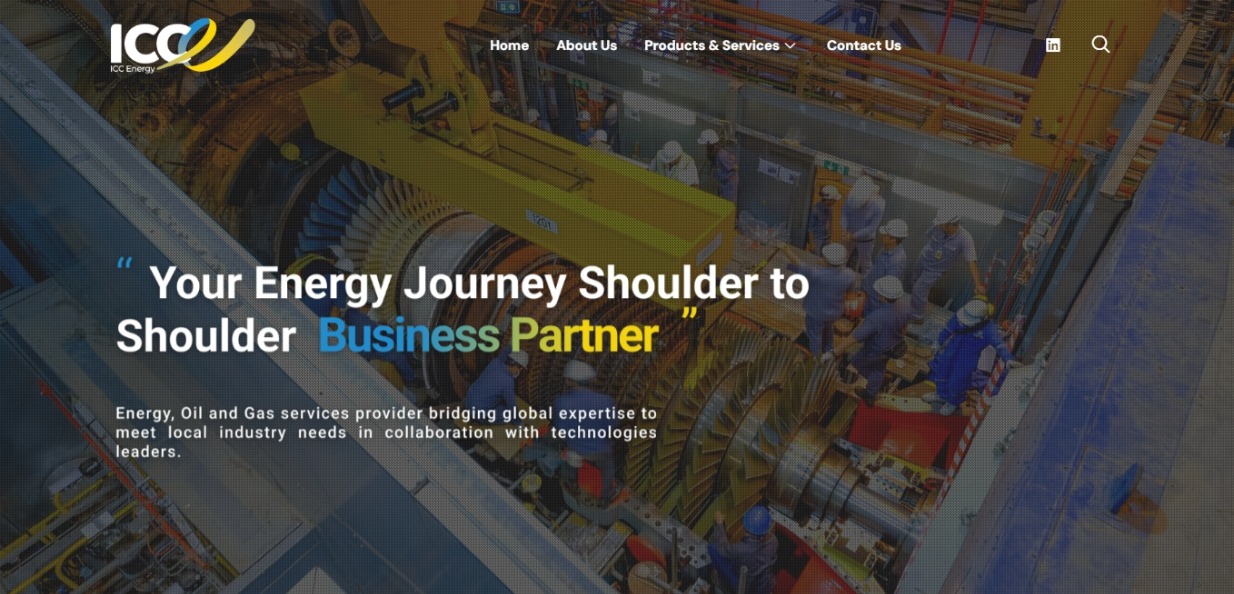 ICC
ICC Energy
Home About Us Products & Services Contact Us
in
“ Your Energy Journey Shoulder to
Shoulder Business Partner ”
Energy, Oil and Gas services provider bridging global expertise to
meet local industry needs in collaboration with technologies
leaders.